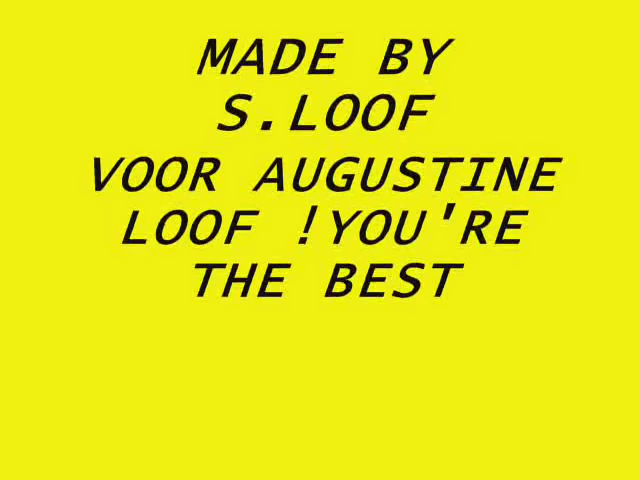 MADE BY
S.LOOF
VOOR AUGUSTINE
LOOF !YOU'RE
THE BEST